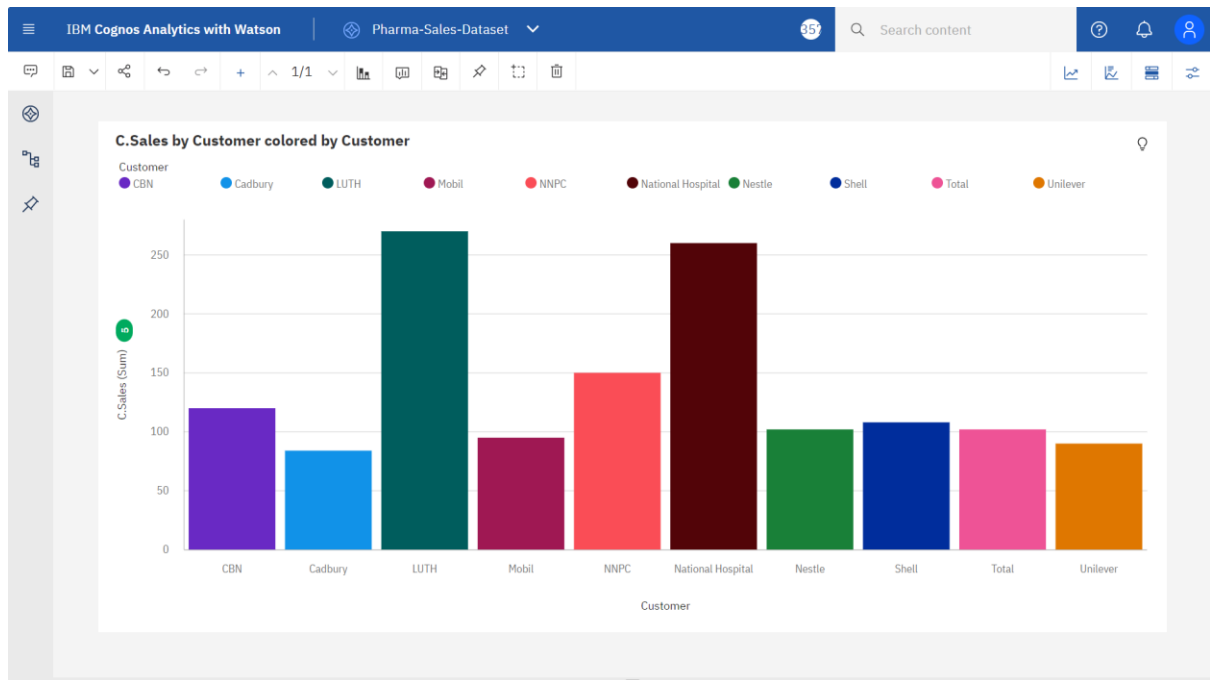 IBM Cognos Analytics with Watson
Pharma-Sales-Dataset
Search content
1/1
C.Sales by Customer colored by Customer
Customer
CBN Cadbury LUTH Mobil NNPC National Hospital Nestle Shell Total Unilever
250
200
150
100
50
0
C.Sales (Sum)
CBN Cadbury LUTH Mobil NNPC National Hospital Nestle Shell Total Unilever
Customer